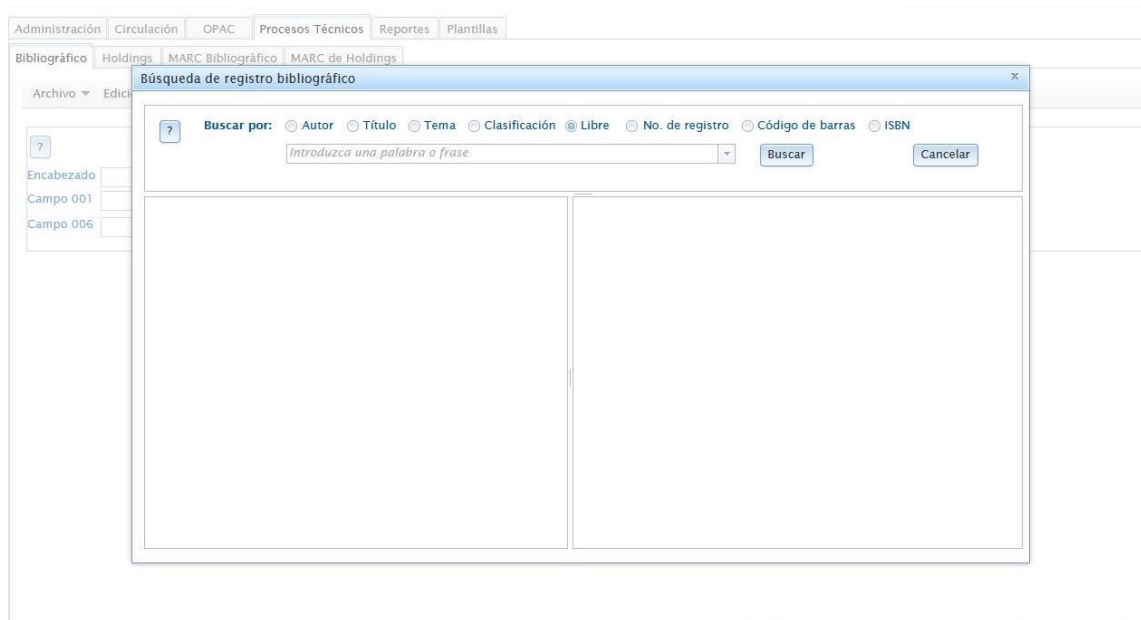 Administración Circulación OPAC Procesos Técnicos Reportes Plantillas
Bibliográfico Holdings MARC Bibliográfico MARC de Holdings
Búsqueda de registro bibliográfico x
Archivo
? Buscar por: Autor Título Tema Clasificación Libre No. de registro Código de barras ISBN
Introduzca una palabra o frase Buscar Cancelar
?
Encabezado
Campo 001
Campo 006